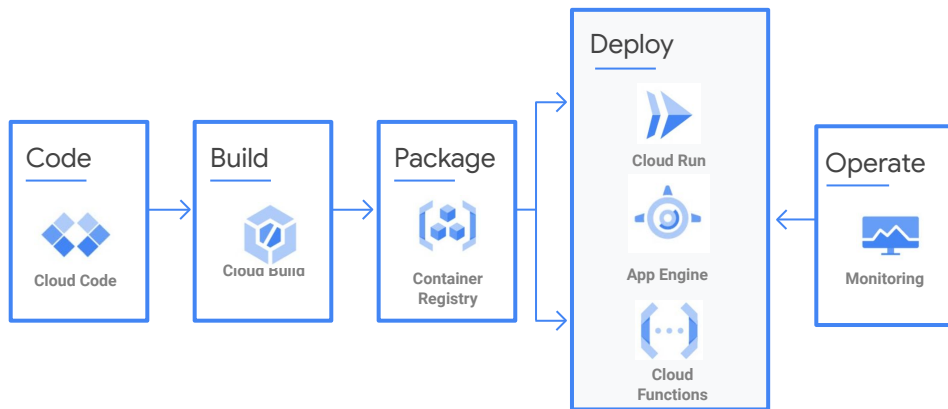 Code
Cloud Code
Build
Cloud Build
Package
Container
Registry
Deploy
Cloud Run
App Engine
Cloud
Functions
Operate
Monitoring